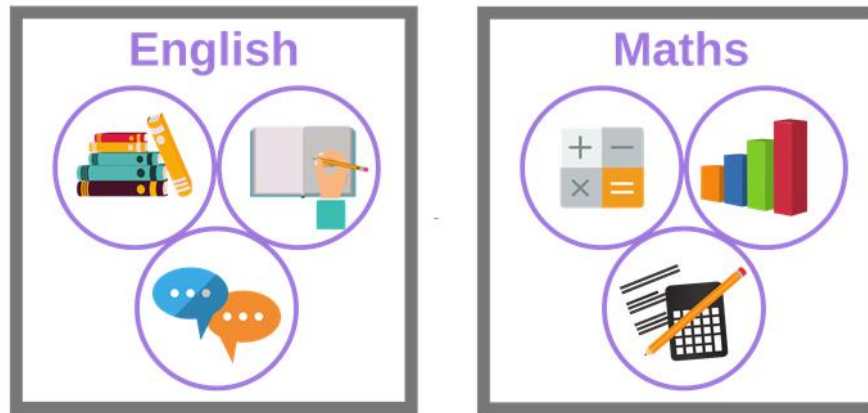 English
Maths
+ −
× =